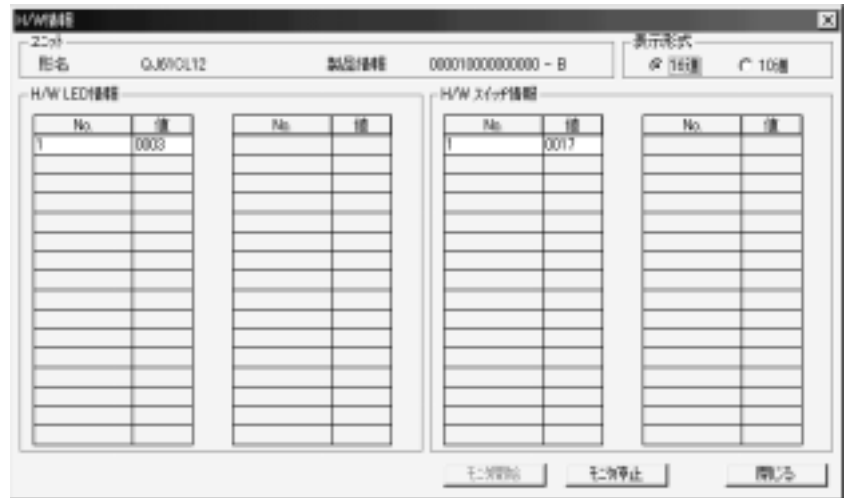 H/W情報
ユニット
形名 QJ61CL12 製品情報 000010000000000 - B
表示形式
16進 10進
H/W LED情報
No. 値 No. 値
1 0003
H/W スイッチ情報
No. 値 No. 値
1 0017
モニタ開始 モニタ停止 閉じる